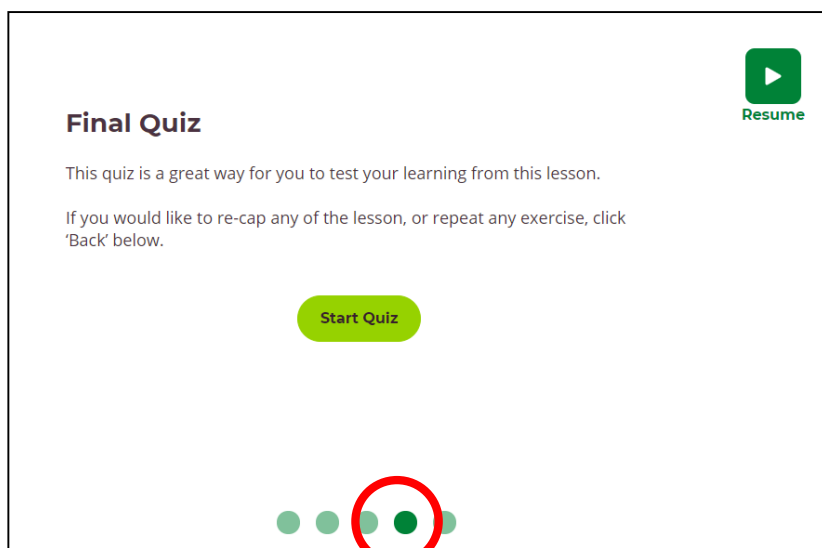 Resume
Final Quiz
This quiz is a great way for you to test your learning from this lesson.
If you would like to re-cap any of the lesson, or repeat any exercise, click
‘Back’ below.
Start Quiz